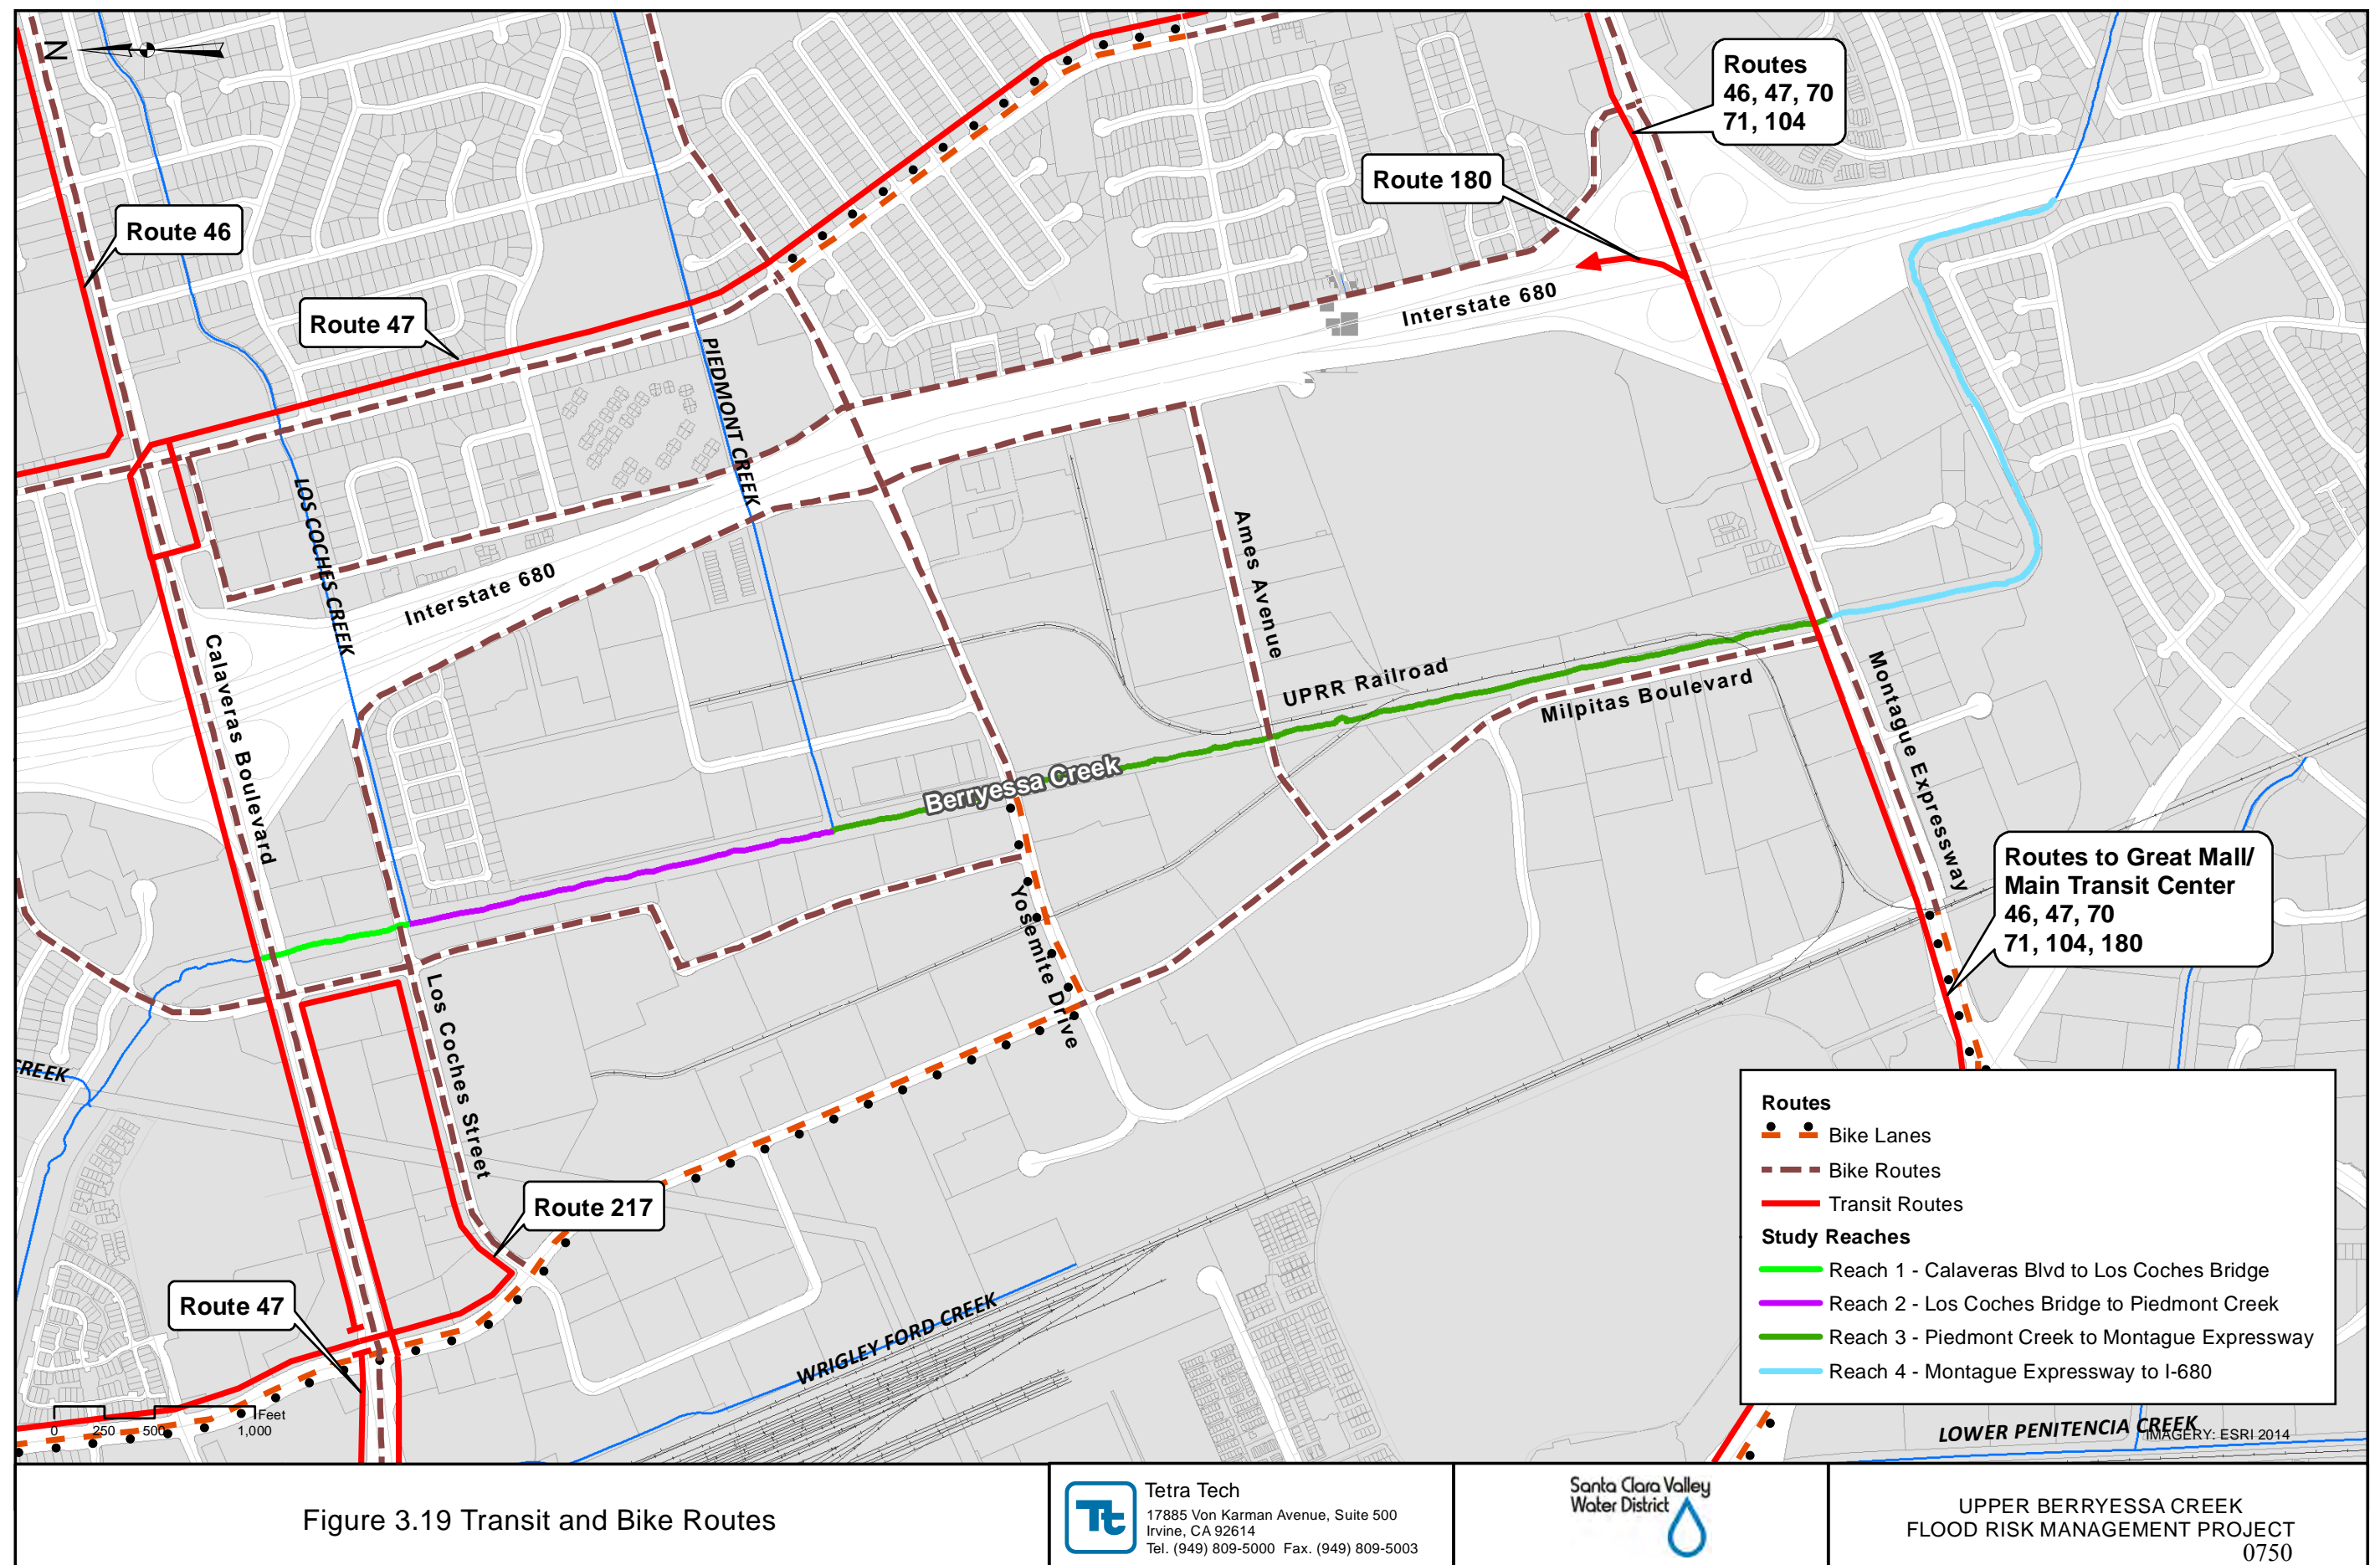 N
Routes
46, 47, 70
71, 104
Route 180
Route 46
Route 47
Interstate 680
PIEDMONT CREEK
LOS COCHES CREEK
Interstate 680
Ames Avenue
Calaveras Boulevard
UPRR Railroad
Milpitas Boulevard
Montague Expressway
Berryessa Creek
Routes to Great Mall/
Main Transit Center
46, 47, 70
71, 104, 180
Yosemite Drive
Los Coches Street
CREEK
Route 217
Route 47
WRIGLEY FORD CREEK
Feet
0 250 500 1,000
Routes
Bike Lanes
Bike Routes
Transit Routes
Study Reaches
Reach 1 - Calaveras Blvd to Los Coches Bridge
Reach 2 - Los Coches Bridge to Piedmont Creek
Reach 3 - Piedmont Creek to Montague Expressway
Reach 4 - Montague Expressway to I-680
LOWER PENITENCIA CREEK
IMAGERY: ESRI 2014
Figure 3.19 Transit and Bike Routes
Tt
Tetra Tech
17885 Von Karman Avenue, Suite 500
Irvine, CA 92614
Tel. (949) 809-5000 Fax. (949) 809-5003
Santa Clara Valley
Water District
UPPER BERRYESSA CREEK
FLOOD RISK MANAGEMENT PROJECT
0750